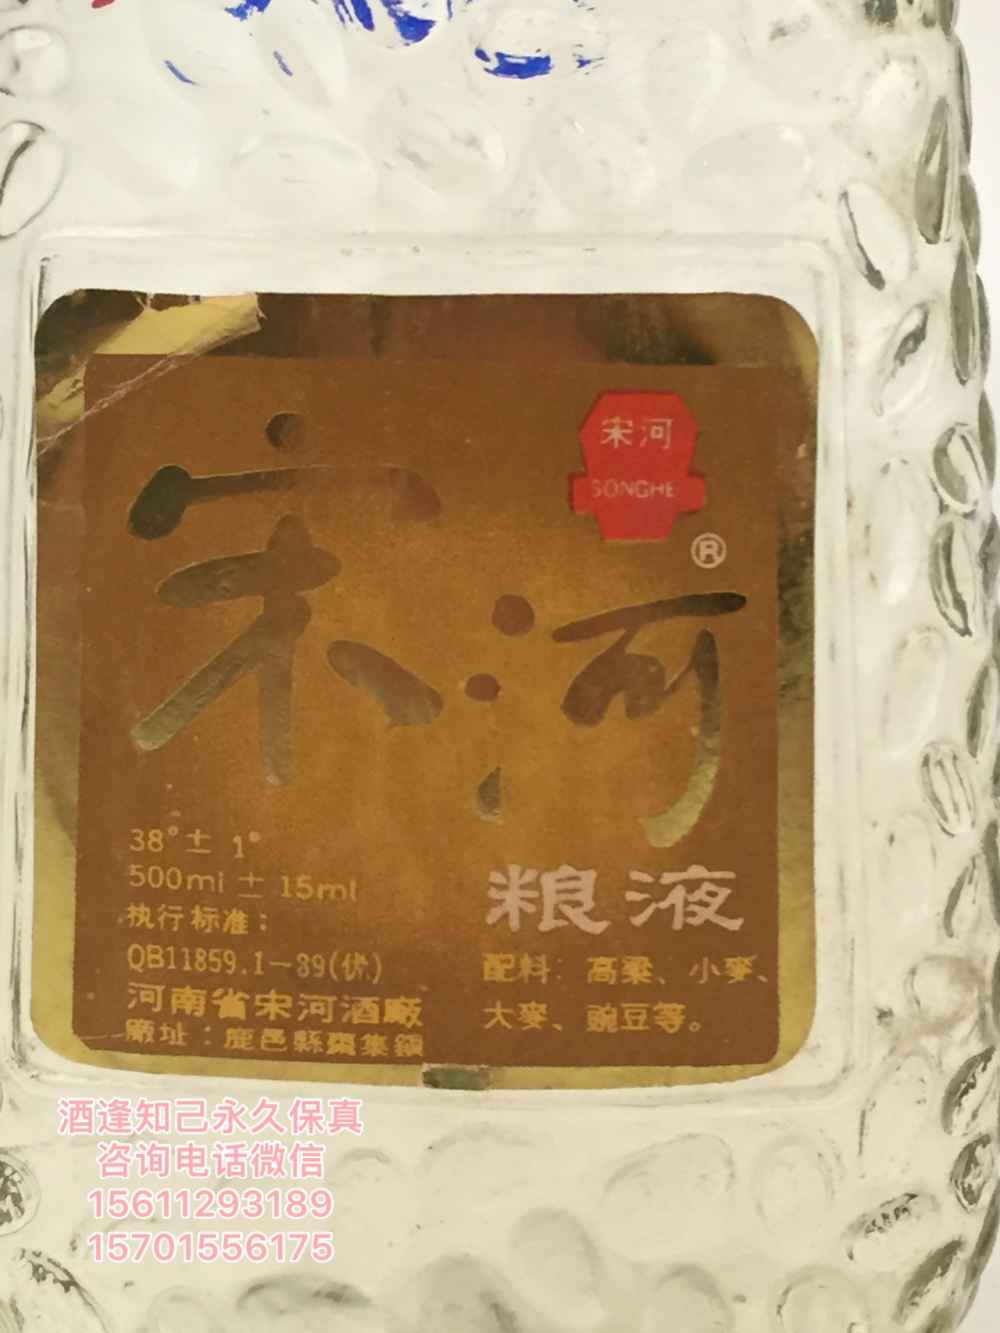 宋河
SONGHE
®
宋河
粮液
38°± 1°
500ml ± 15ml
执行标准：
QB11859.1－89(优)
河南省宋河酒廠
廠址：鹿邑縣棗集鎮
配料：高粱、小麥、
大麥、豌豆等。
酒逢知己永久保真
咨询电话微信
15611293189
15701556175